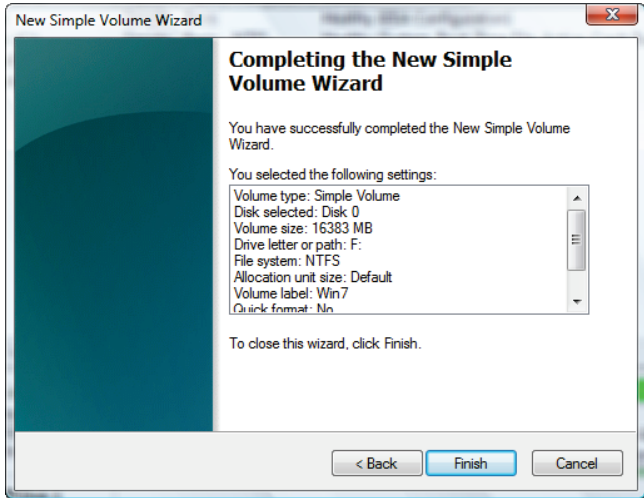 New Simple Volume Wizard
Completing the New Simple
Volume Wizard
You have successfully completed the New Simple Volume
Wizard.
You selected the following settings:
Volume type: Simple Volume
Disk selected: Disk 0
Volume size: 16383 MB
Drive letter or path: F:
File system: NTFS
Allocation unit size: Default
Volume label: Win7
Quick format: No
To close this wizard, click Finish.
< Back
Finish
Cancel